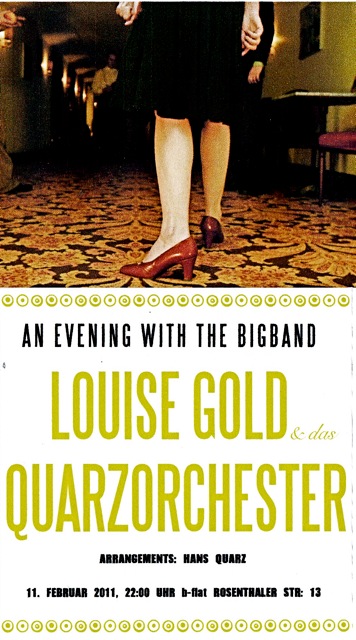 AN EVENING WITH THE BIGBAND
LOUISE GOLD & das
QUARZORCHESTER
ARRANGEMENTS: HANS QUARZ
11. FEBRUAR 2011, 22:00 UHR b-flat ROSENTHALER STR: 13